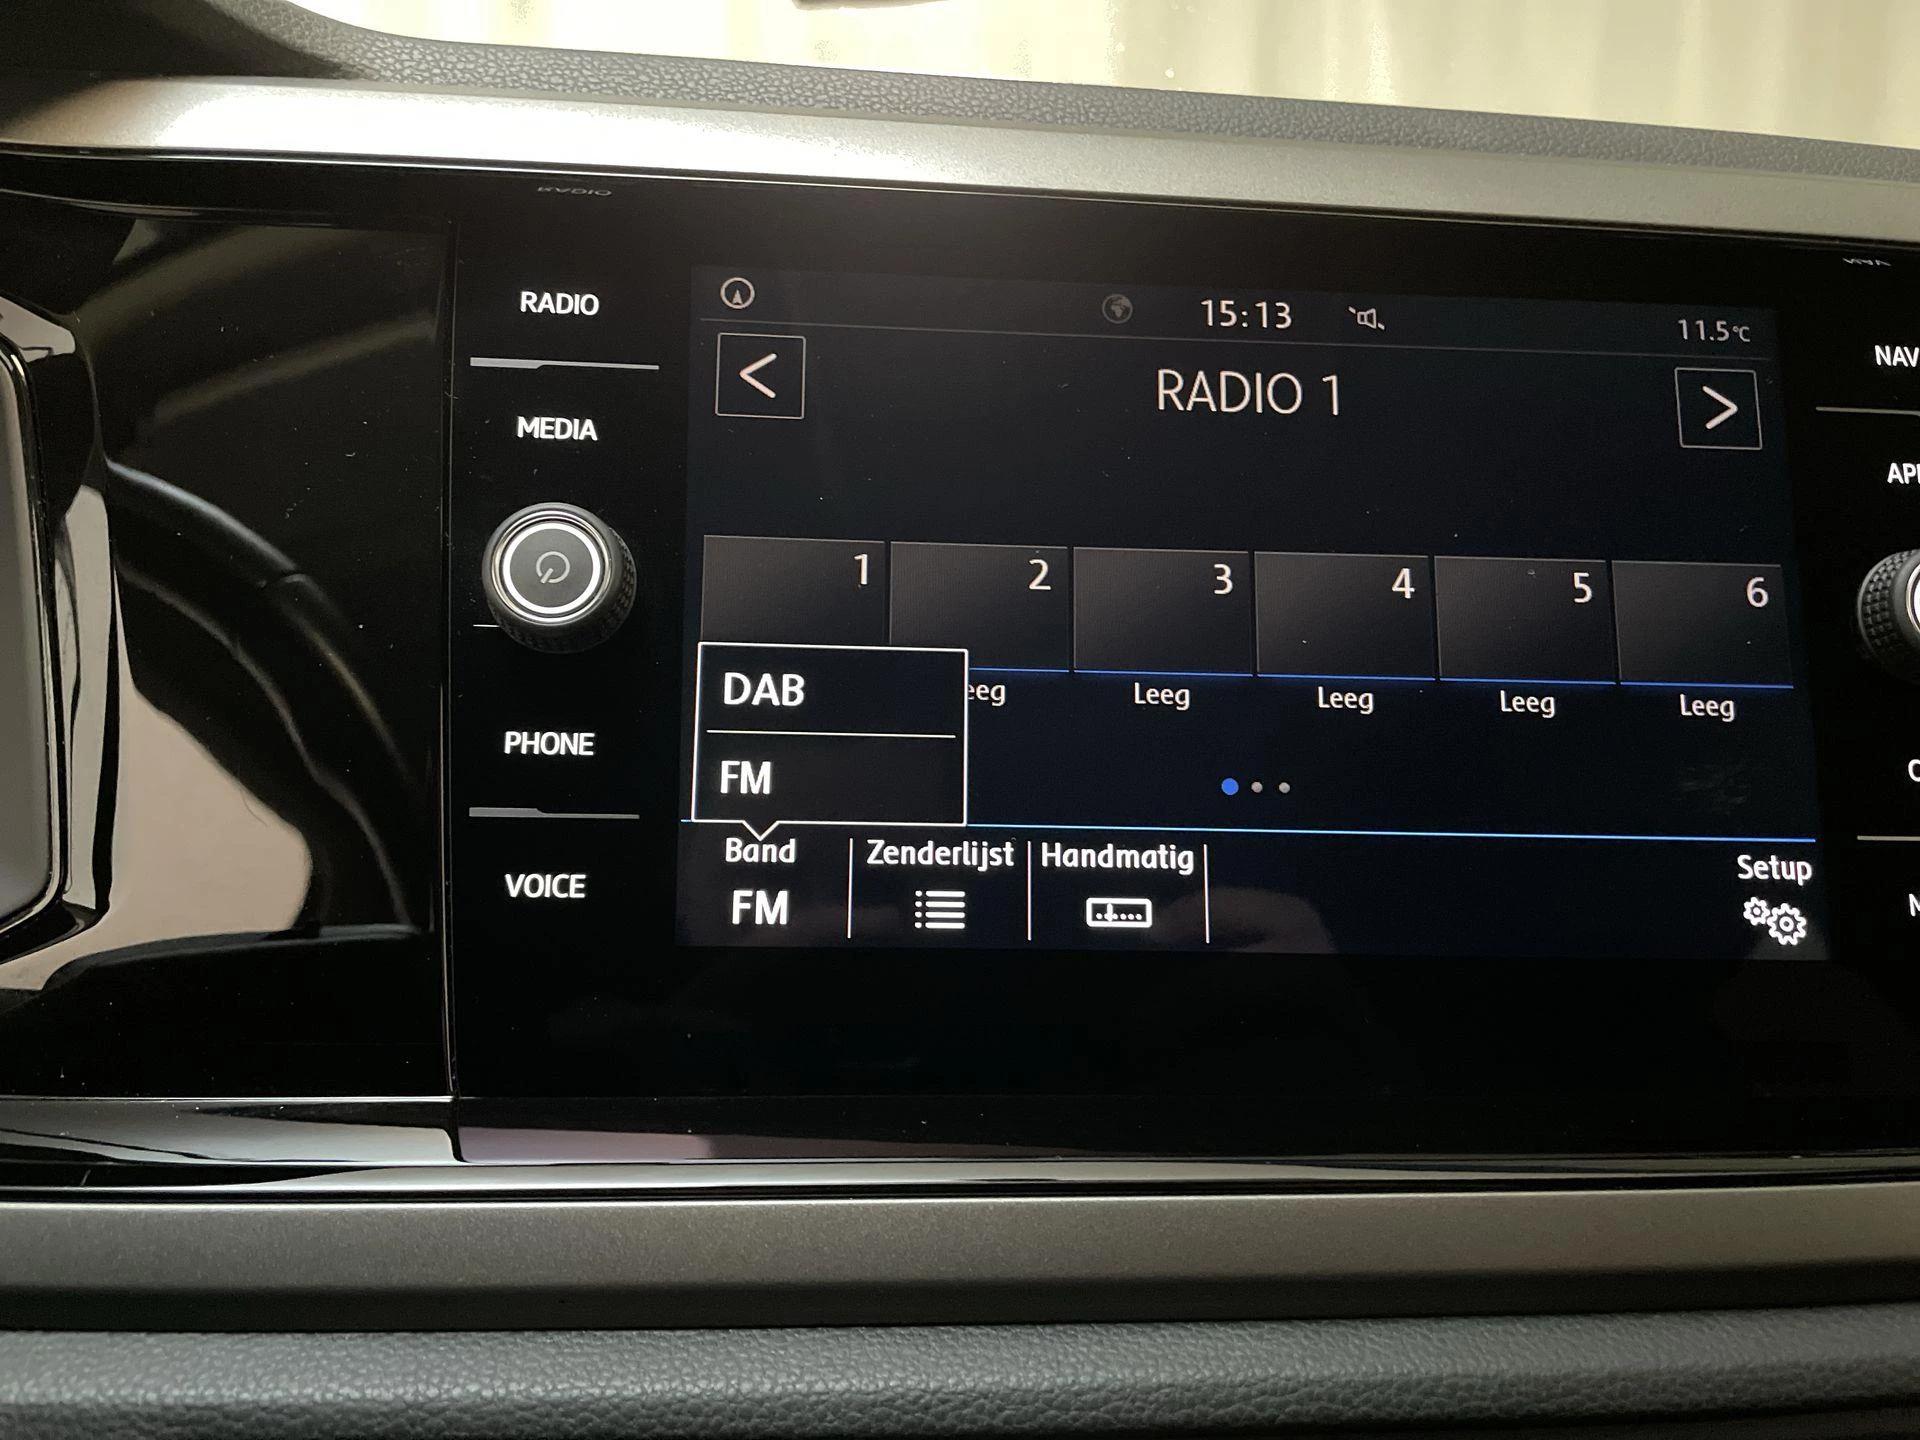 RADIO
15:13
11.5°C
NAV
RADIO 1
MEDIA
1 2 3 4 5 6
DAB
Leeg Leeg Leeg Leeg
FM
PHONE
Band
FM
Zenderlijst
Handmatig
Setup
VOICE